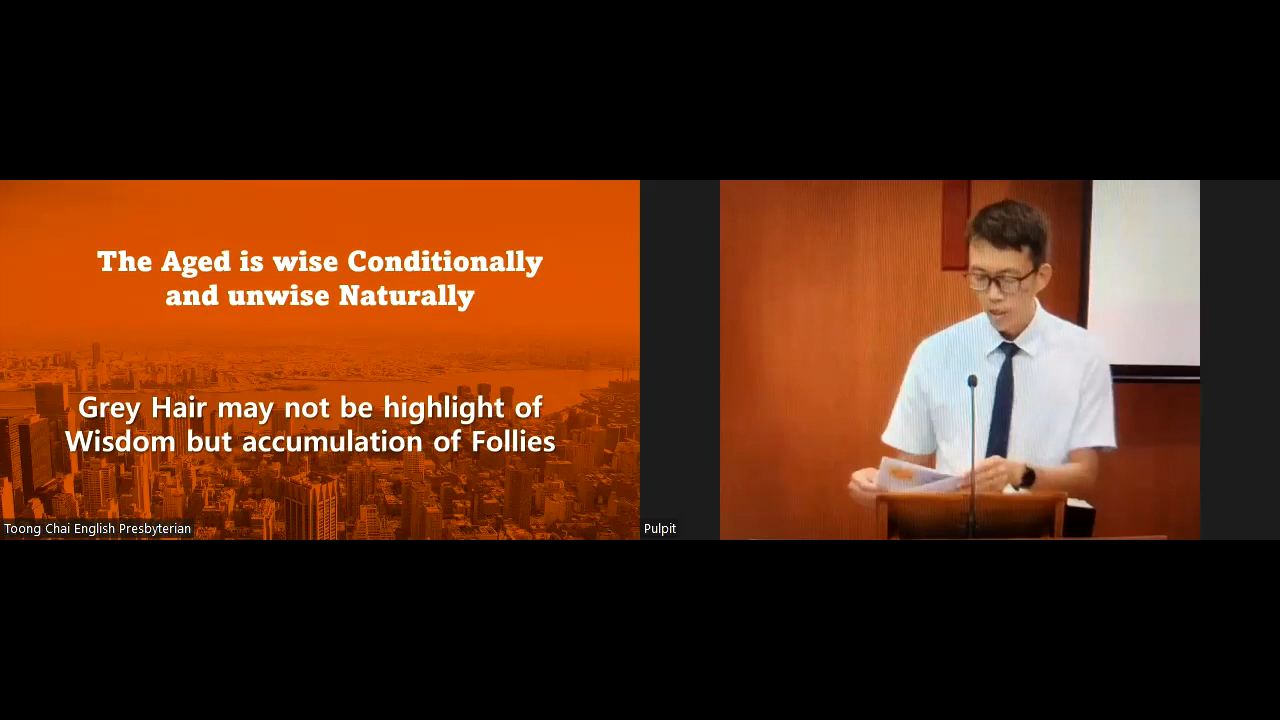 The Aged is wise Conditionally
and unwise Naturally
Grey Hair may not be highlight of
Wisdom but accumulation of Follies
Toong Chai English Presbyterian
Pulpit